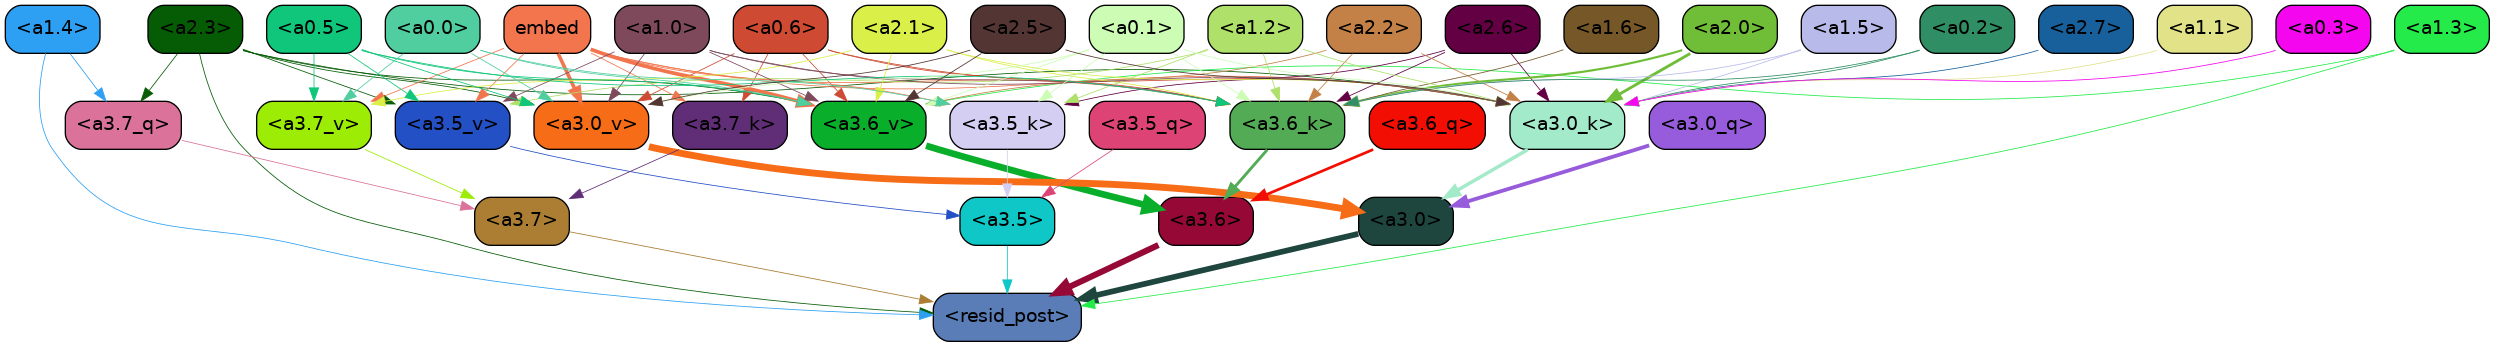 <a1.4> <a2.3> <a0.5> <a0.0> embed <a1.0> <a0.6> <a2.1> <a2.5> <a0.1> <a1.2> <a2.2> <a2.6> <a1.6> <a2.0> <a1.5> <a0.2> <a2.7> <a1.1> <a0.3> <a1.3>
<a3.7_q> <a3.7_v> <a3.5_v> <a3.0_v> <a3.7_k> <a3.6_v> <a3.5_k> <a3.5_q> <a3.6_k> <a3.6_q> <a3.0_k> <a3.0_q>
<a3.7> <a3.5> <a3.6> <a3.0>
<resid_post>